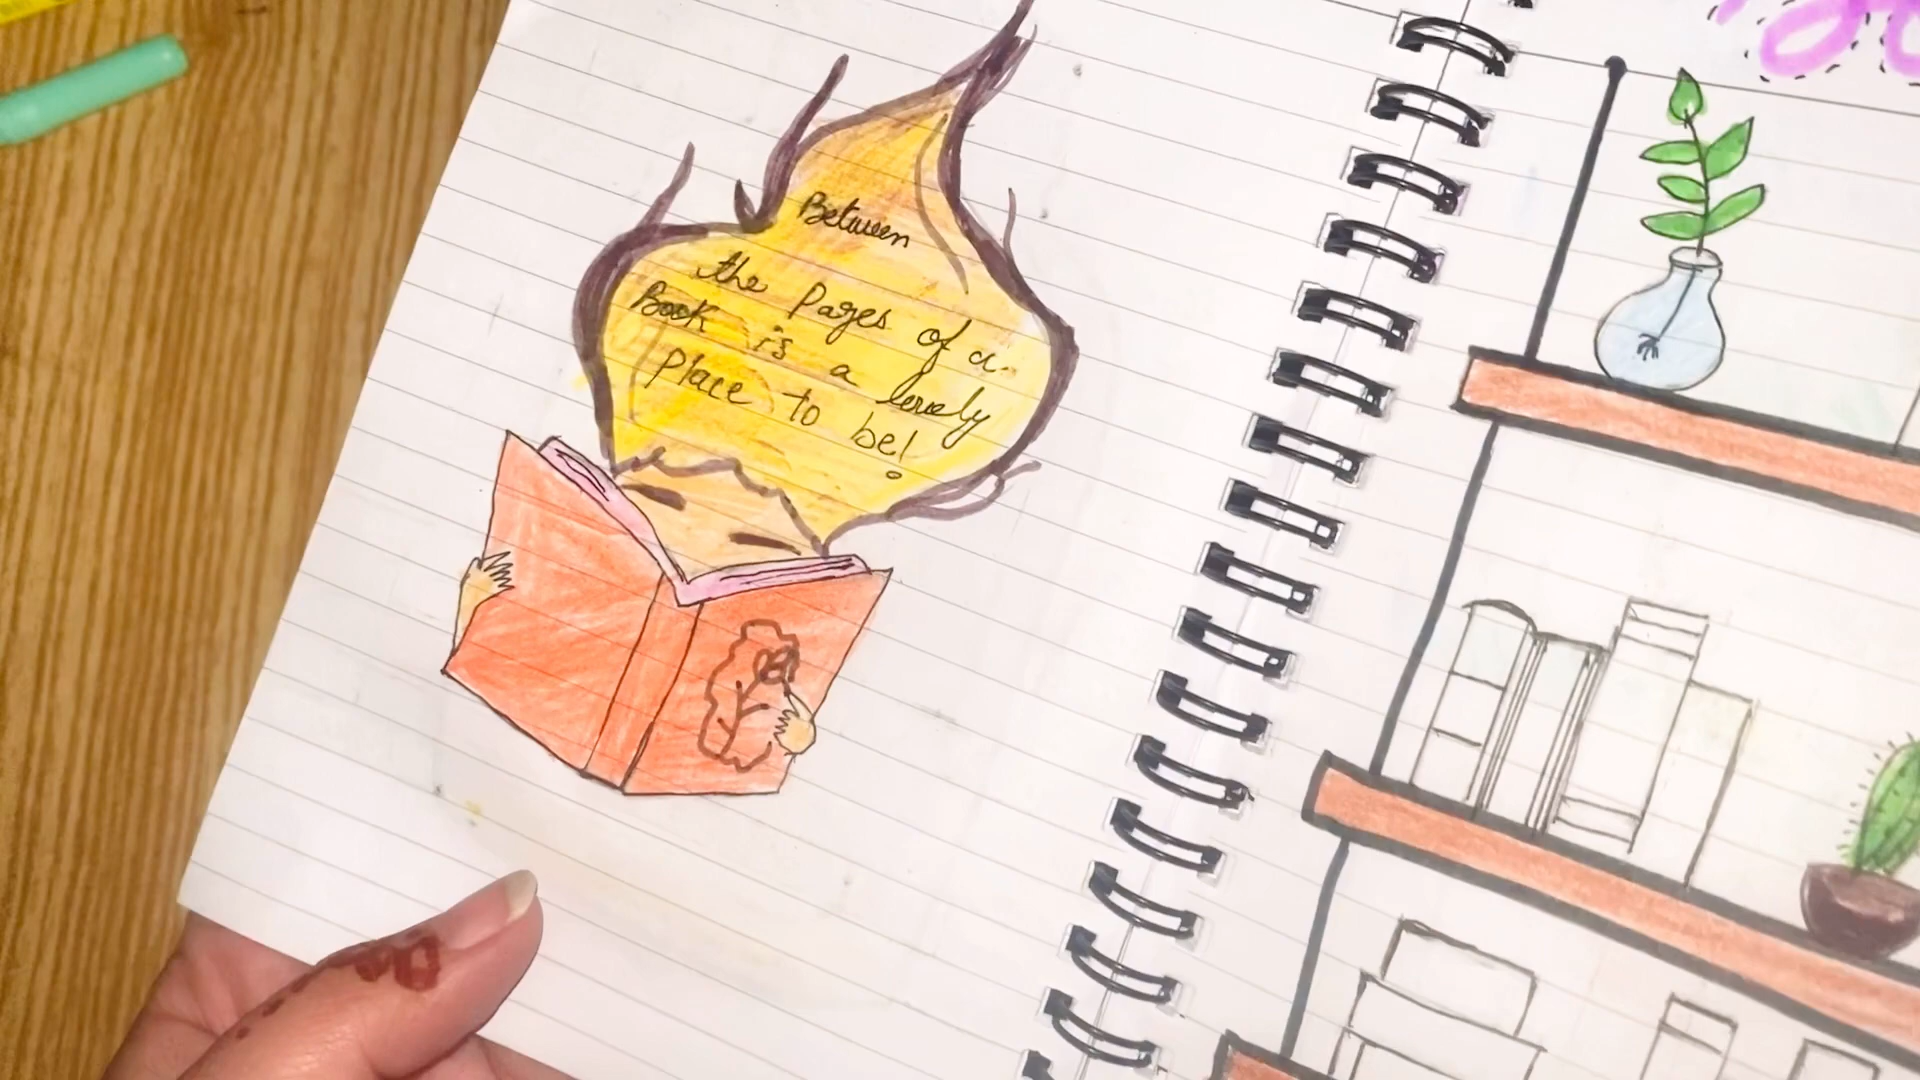 Between
the Pages of a
Book is a lovely
Place to be!